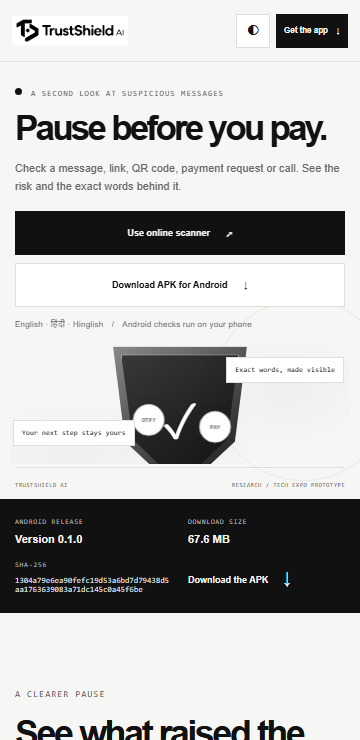 TrustShield AI
Get the app ↓
A SECOND LOOK AT SUSPICIOUS MESSAGES
Pause before you pay.
Check a message, link, QR code, payment request or call. See the
risk and the exact words behind it.
Use online scanner ↗
Download APK for Android ↓
English · हिंदी · Hinglish / Android checks run on your phone
Exact words, made visible
OTP?
PAY
Your next step stays yours
TRUSTSHIELD AI
RESEARCH / TECH EXPO PROTOTYPE
ANDROID RELEASE
Version 0.1.0
DOWNLOAD SIZE
67.6 MB
SHA-256
1304a79e6ea90fefc19d53a6bd7d79438d5
aa1763639083a71dc145c0a45f6be
Download the APK ↓
A CLEARER PAUSE
See what raised the